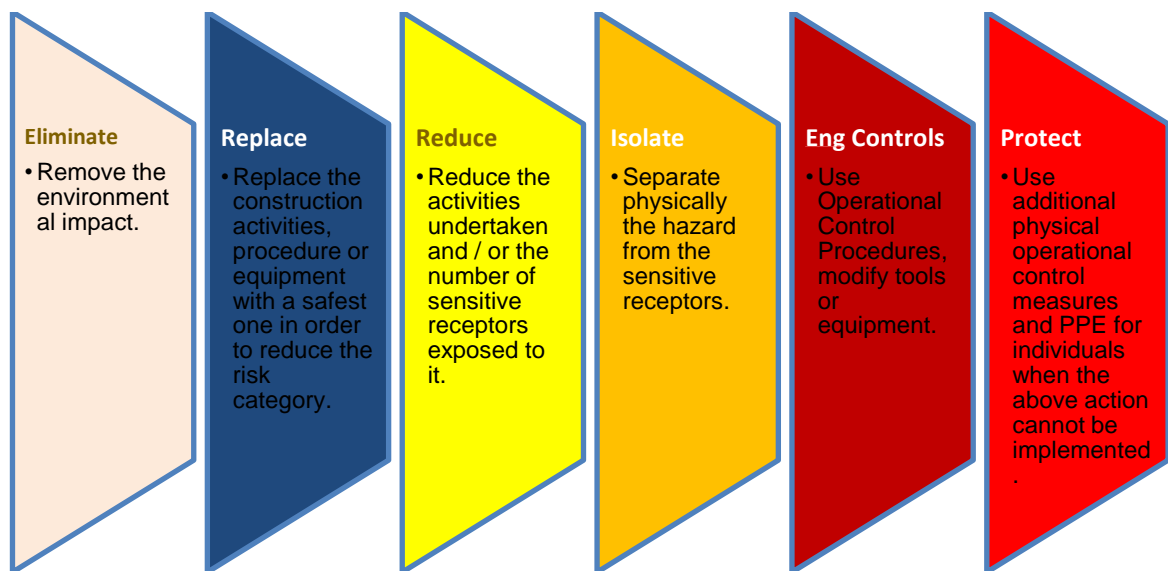 Eliminate
• Remove the
environment
al impact.
Replace
• Replace the
construction
activities,
procedure or
equipment
with a safest
one in order
to reduce the
risk
category.
Reduce
• Reduce the
activities
undertaken
and / or the
number of
sensitive
receptors
exposed to
it.
Isolate
• Separate
physically
the hazard
from the
sensitive
receptors.
Eng Controls
• Use
Operational
Control
Procedures,
modify tools
or
equipment.
Protect
• Use
additional
physical
operational
control
measures
and PPE for
individuals
when the
above action
cannot be
implemented
.